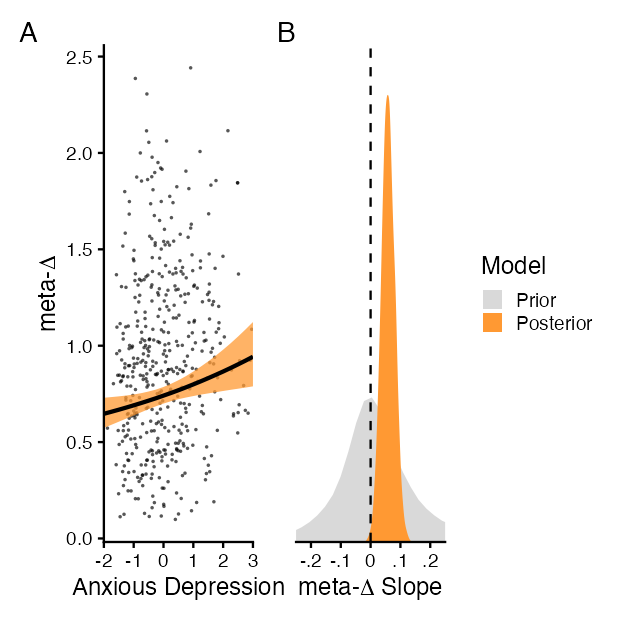 A
B
2.5
2.0
1.5
1.0
0.5
0.0
meta-Δ
-2 -1 0 1 2 3
Anxious Depression
-.2 -.1 0 .1 .2
meta-Δ Slope
Model
Prior
Posterior